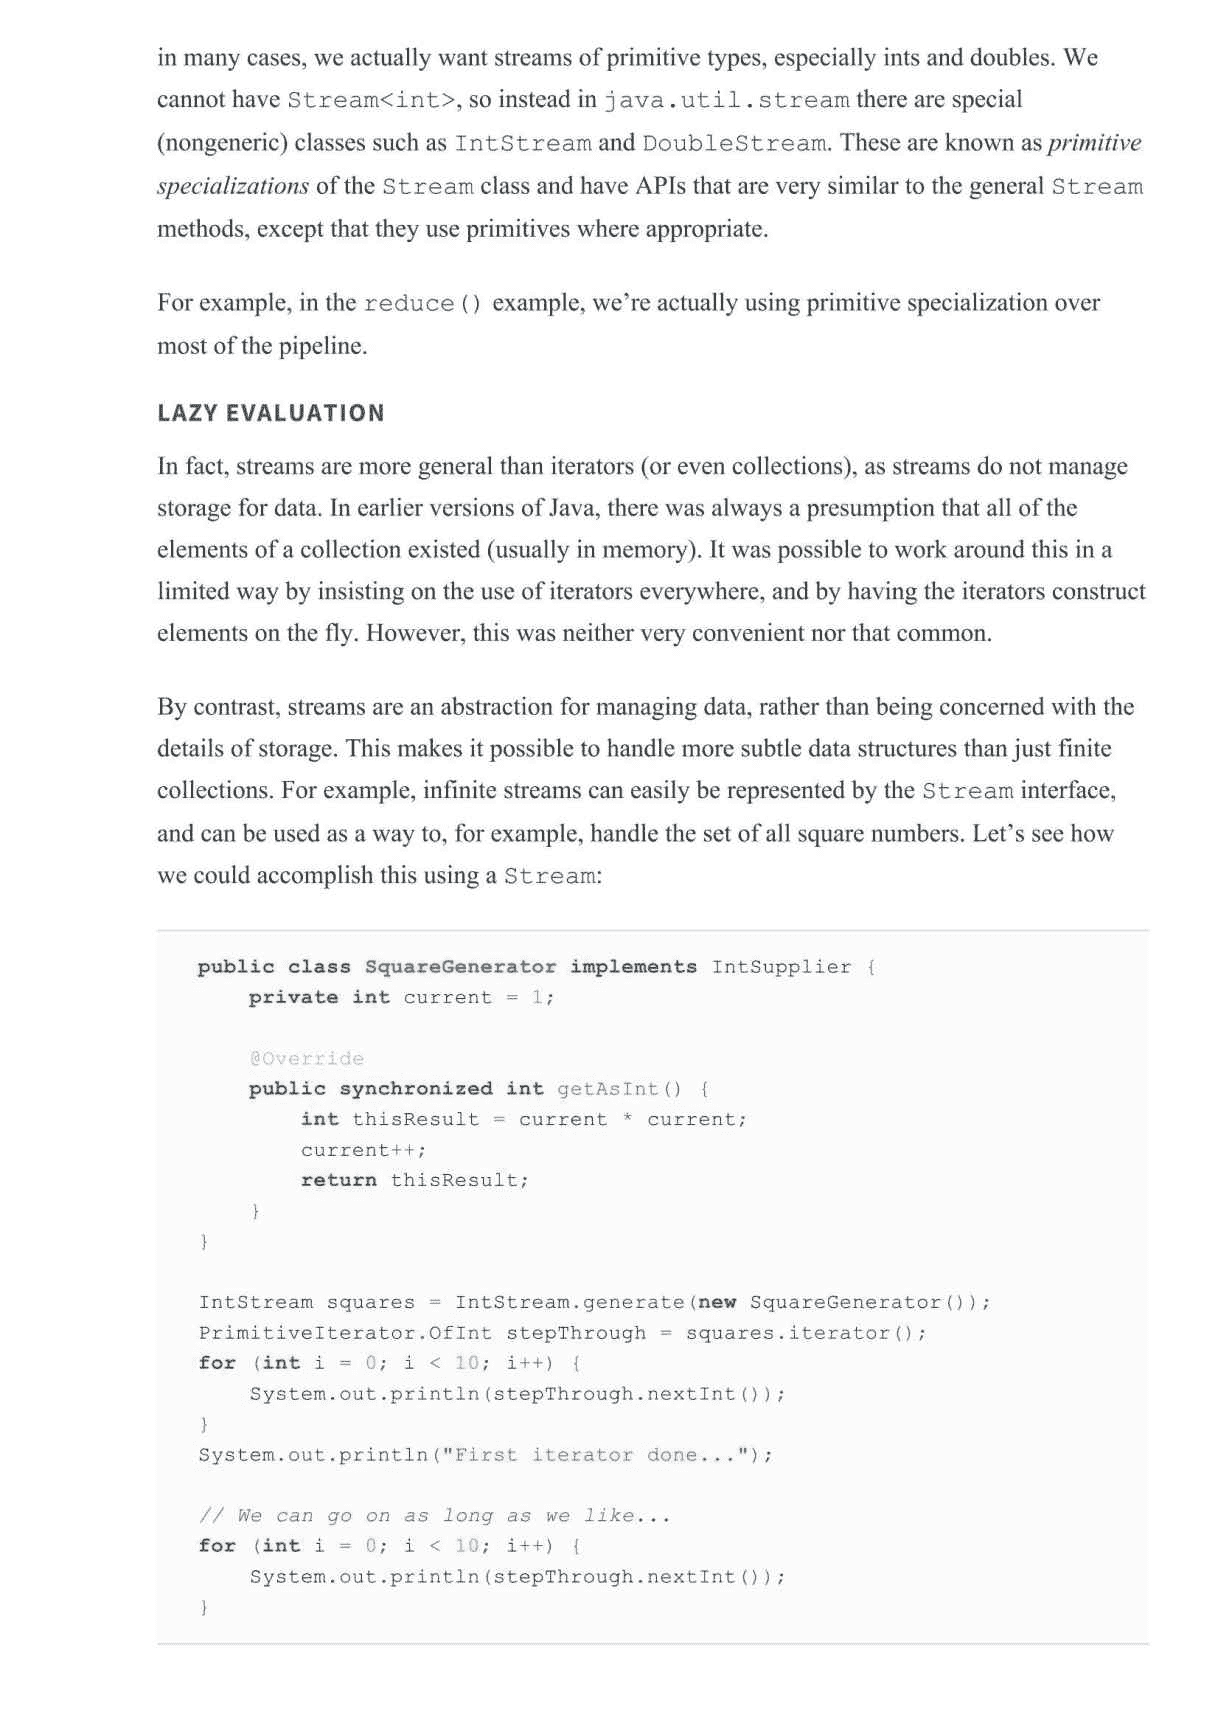 in many cases, we actually want streams of primitive types, especially ints and doubles. We
cannot have Stream<int>, so instead in java.util.stream there are special
(nongeneric) classes such as IntStream and DoubleStream. These are known as primitive
specializations of the Stream class and have APIs that are very similar to the general Stream
methods, except that they use primitives where appropriate.
For example, in the reduce() example, we’re actually using primitive specialization over
most of the pipeline.
LAZY EVALUATION
In fact, streams are more general than iterators (or even collections), as streams do not manage
storage for data. In earlier versions of Java, there was always a presumption that all of the
elements of a collection existed (usually in memory). It was possible to work around this in a
limited way by insisting on the use of iterators everywhere, and by having the iterators construct
elements on the fly. However, this was neither very convenient nor that common.
By contrast, streams are an abstraction for managing data, rather than being concerned with the
details of storage. This makes it possible to handle more subtle data structures than just finite
collections. For example, infinite streams can easily be represented by the Stream interface,
and can be used as a way to, for example, handle the set of all square numbers. Let’s see how
we could accomplish this using a Stream:
public class SquareGenerator implements IntSupplier {
    private int current = 1;
    @Override
    public synchronized int getAsInt() {
        int thisResult = current * current;
        current++;
        return thisResult;
    }
}
IntStream squares = IntStream.generate(new SquareGenerator());
PrimitiveIterator.OfInt stepThrough = squares.iterator();
for (int i = 0; i < 10; i++) {
    System.out.println(stepThrough.nextInt());
}
System.out.println("First iterator done...");
// We can go on as long as we like...
for (int i = 0; i < 10; i++) {
    System.out.println(stepThrough.nextInt());
}